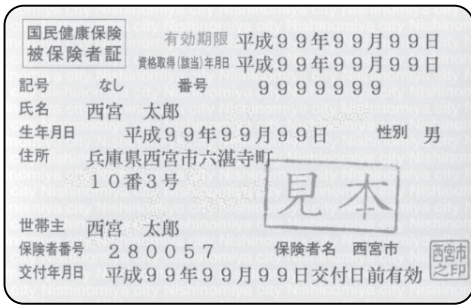 国民健康保険
被保険者証
有効期限 平成99年99月99日
資格取得(該当)年月日 平成99年99月99日
記号 なし 番号 9999999
氏名 西宮 太郎
生年月日 平成99年99月99日 性別 男
住所 兵庫県西宮市六湛寺町
10番3号
見本
世帯主 西宮 太郎
保険者番号 280057 保険者名 西宮市
交付年月日 平成99年99月99日交付日前有効
西宮市
之印